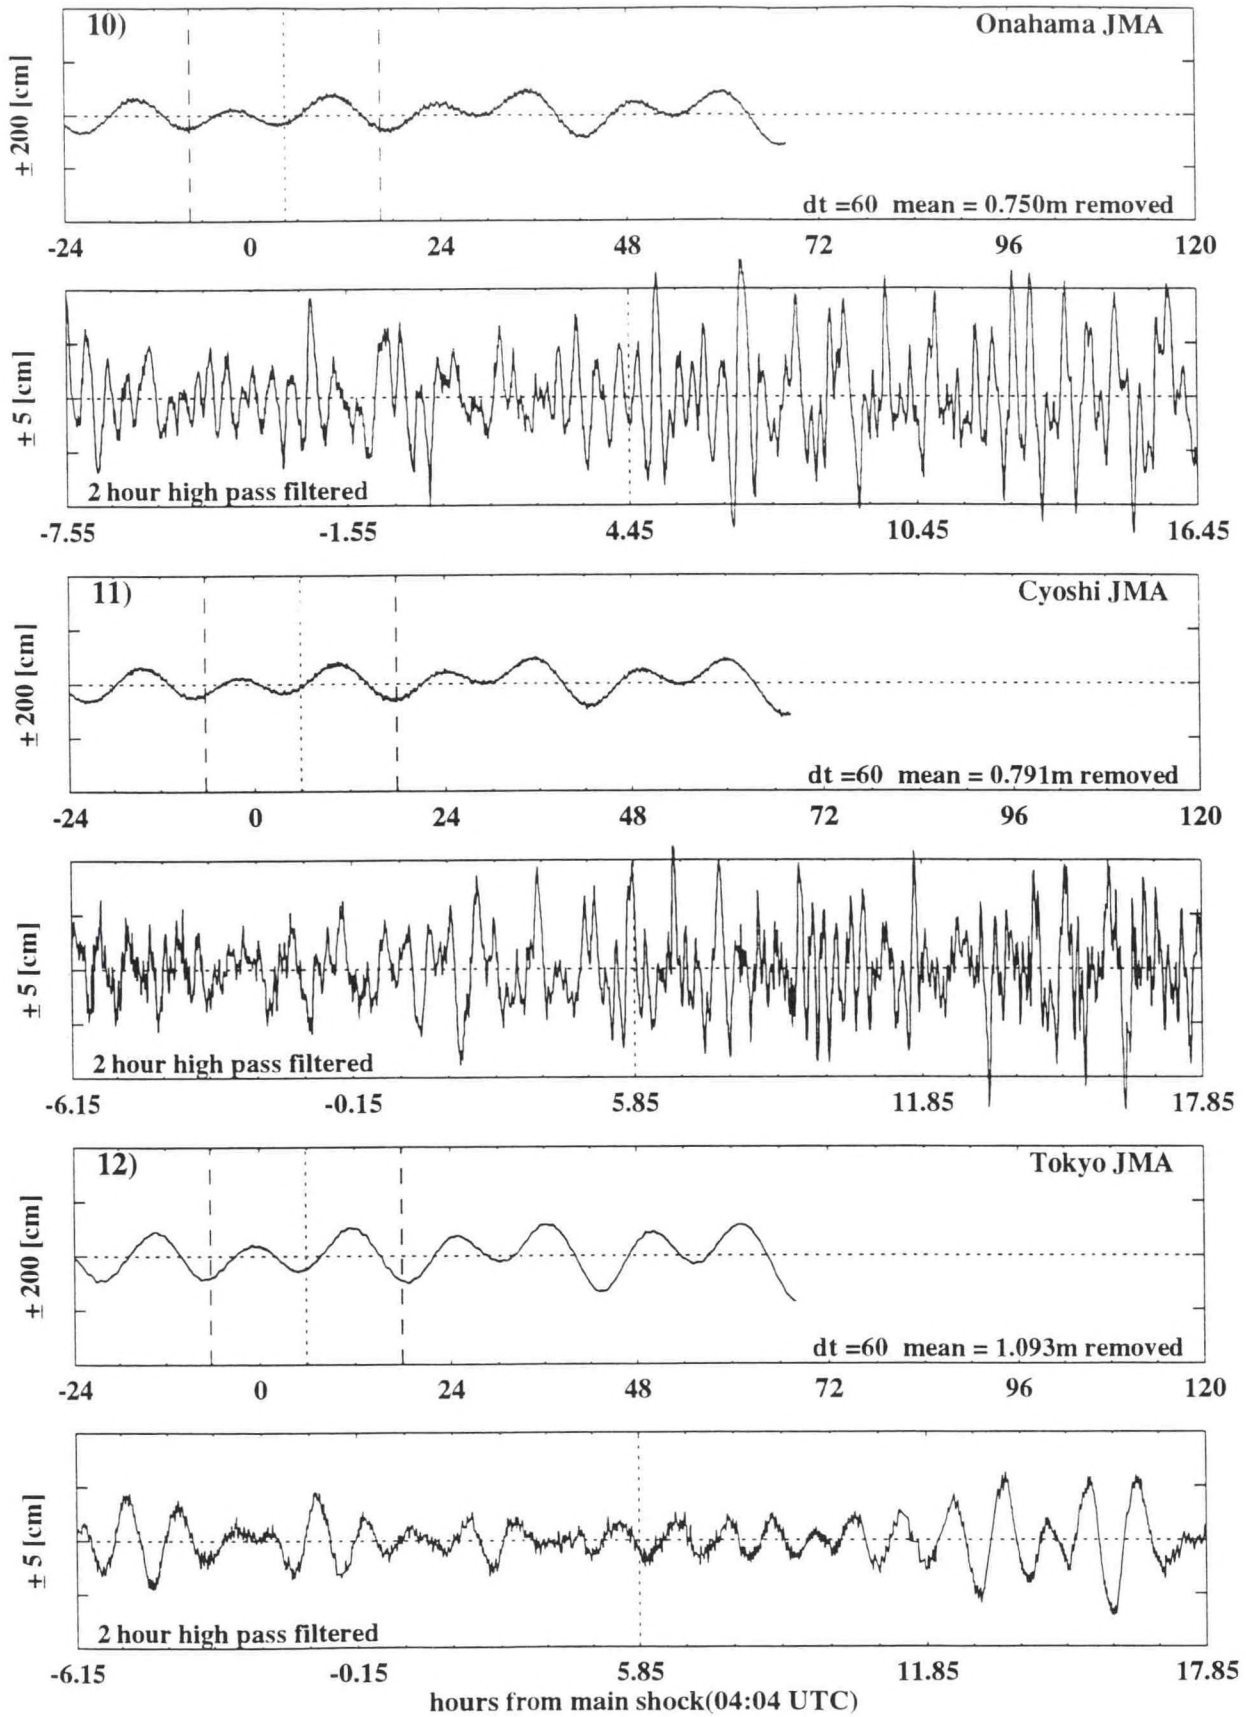 10)
Onahama JMA
± 200 [cm]
dt =60 mean = 0.750m removed
-24 0 24 48 72 96 120
± 5 [cm]
2 hour high pass filtered
-7.55 -1.55 4.45 10.45 16.45
11)
Cyoshi JMA
± 200 [cm]
dt =60 mean = 0.791m removed
-24 0 24 48 72 96 120
± 5 [cm]
2 hour high pass filtered
-6.15 -0.15 5.85 11.85 17.85
12)
Tokyo JMA
± 200 [cm]
dt =60 mean = 1.093m removed
-24 0 24 48 72 96 120
± 5 [cm]
2 hour high pass filtered
-6.15 -0.15 5.85 11.85 17.85
hours from main shock(04:04 UTC)